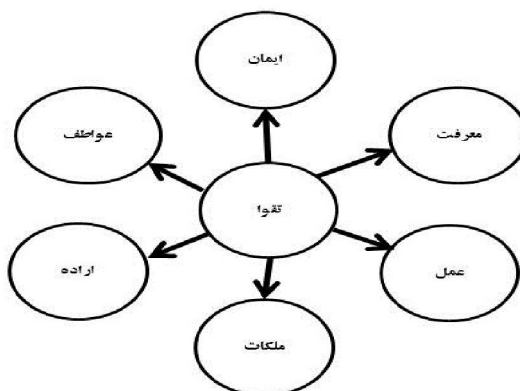 ایمان
معرفت
عواطف
تقوا
عمل
اراده
ملکات